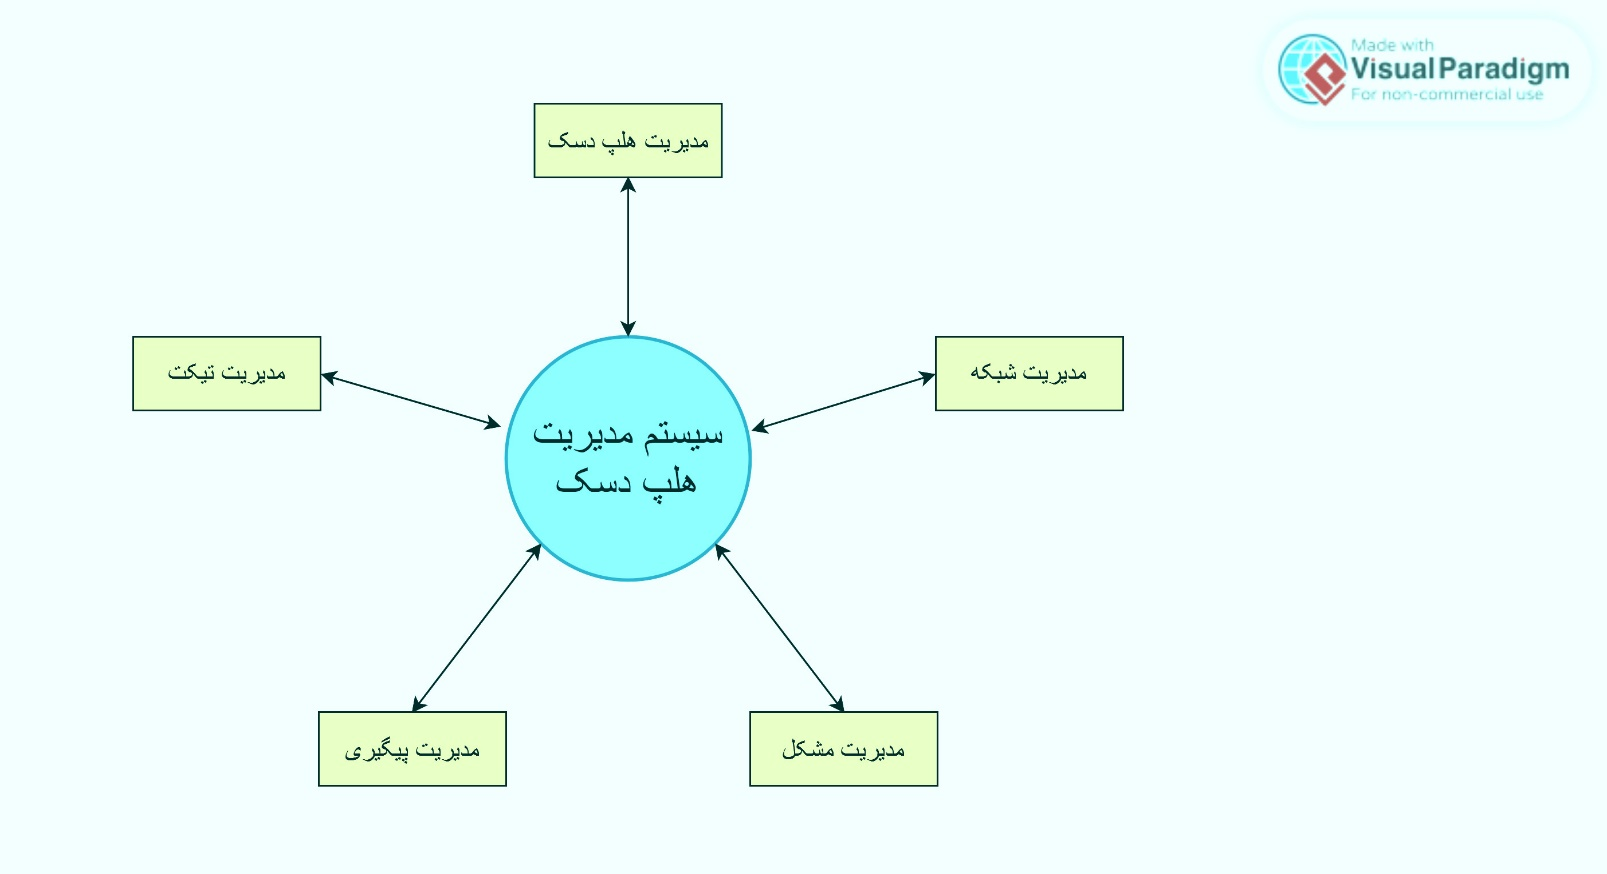 Made with
Visual Paradigm
For non-commercial use
مدیریت هلپ دسک
مدیریت شبکه
مدیریت تیکت
سیستم مدیریت
هلپ دسک
مدیریت مشکل
مدیریت پیگیری